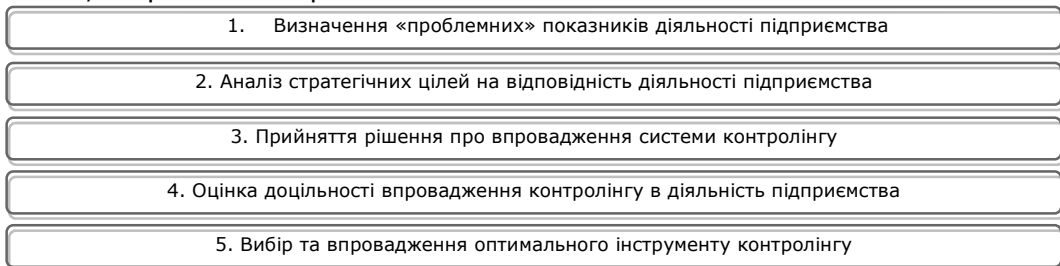 1. Визначення «проблемних» показників діяльності підприємства
2. Аналіз стратегічних цілей на відповідність діяльності підприємства
3. Прийняття рішення про впровадження системи контролінгу
4. Оцінка доцільності впровадження контролінгу в діяльність підприємства
5. Вибір та впровадження оптимального інструменту контролінгу